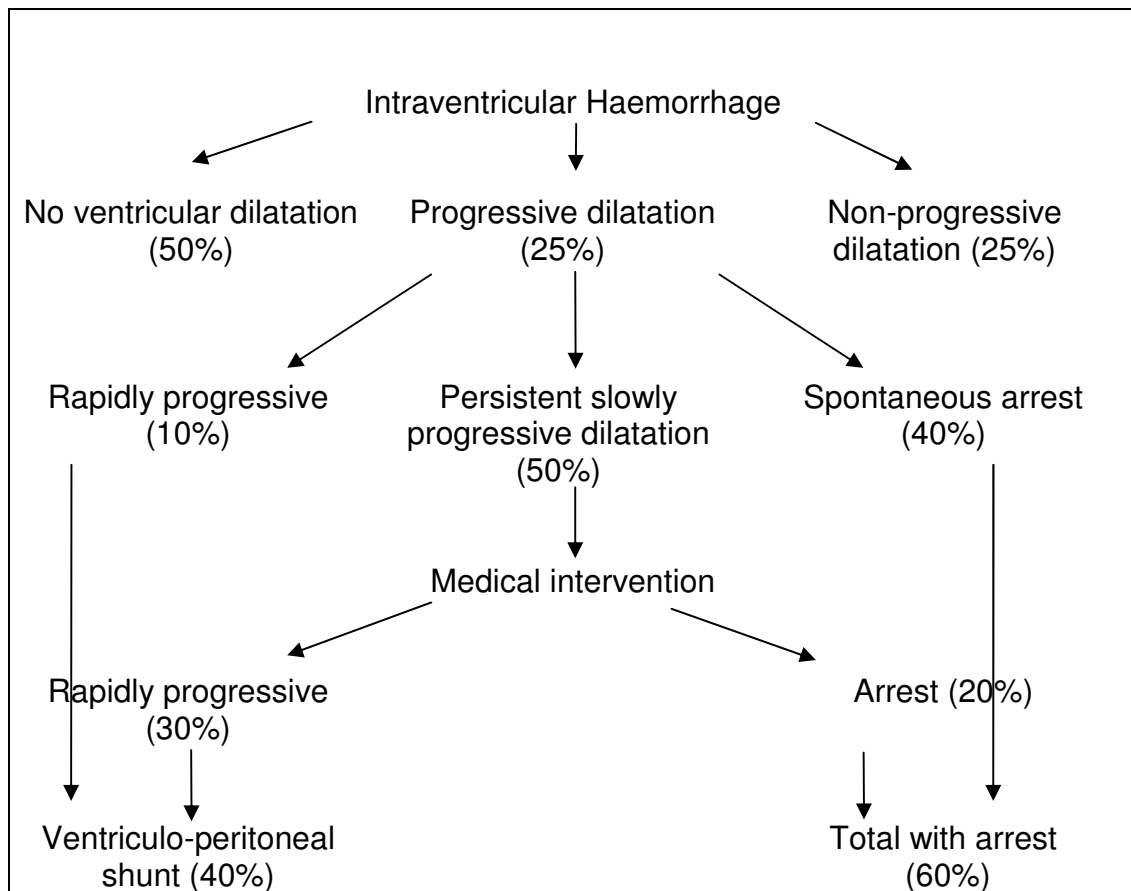 Intraventricular Haemorrhage
No ventricular dilatation
(50%)
Progressive dilatation
(25%)
Non-progressive
dilatation (25%)
Rapidly progressive
(10%)
Persistent slowly
progressive dilatation
(50%)
Spontaneous arrest
(40%)
Medical intervention
Rapidly progressive
(30%)
Arrest (20%)
Ventriculo-peritoneal
shunt (40%)
Total with arrest
(60%)